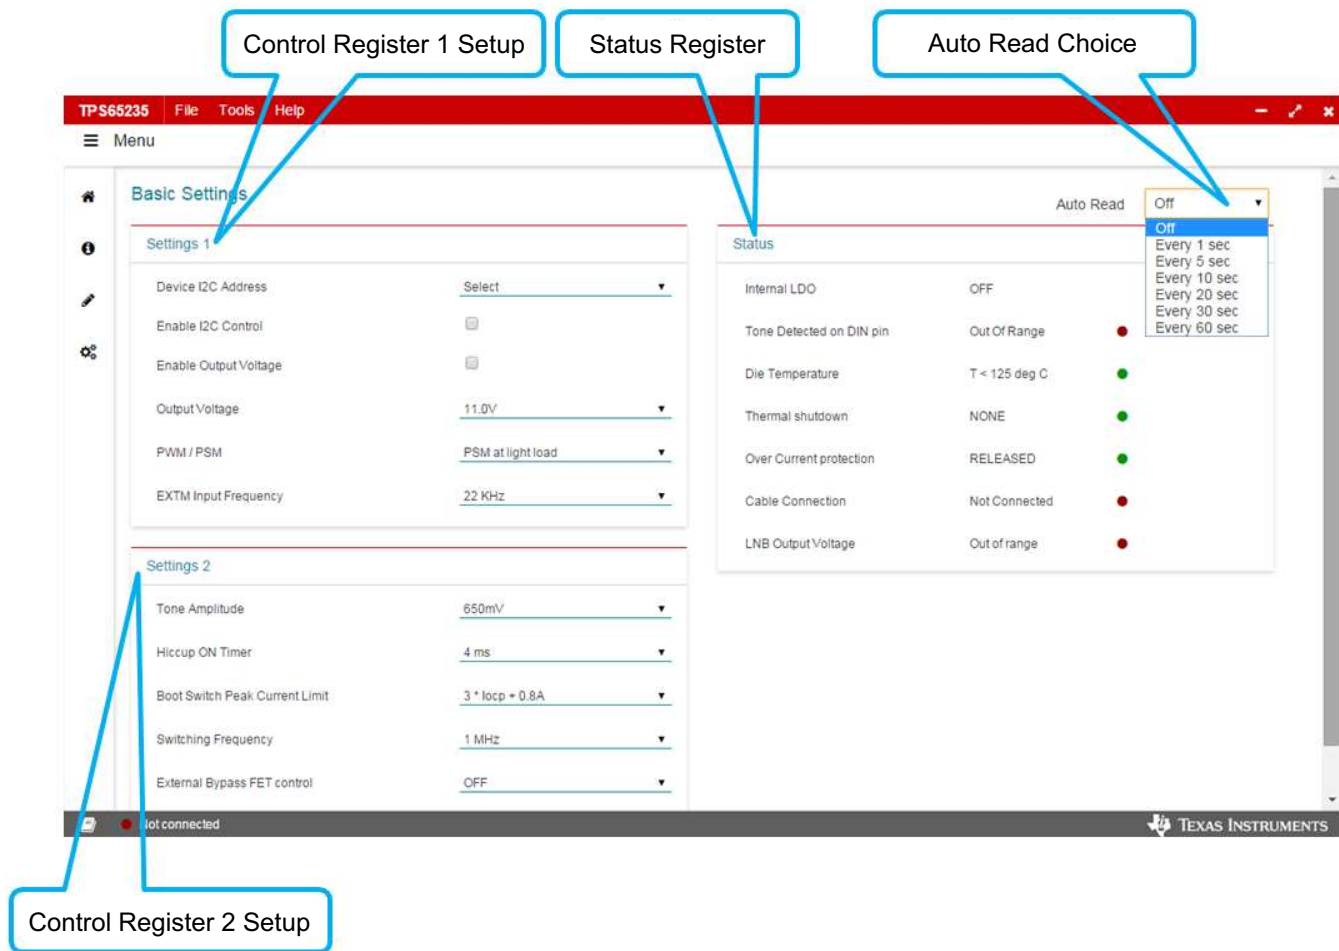 Control Register 1 Setup
Status Register
Auto Read Choice
TPS65235 File Tools Help
Menu
Basic Settings
Auto Read Off
Off
Every 1 sec
Every 5 sec
Every 10 sec
Every 20 sec
Every 30 sec
Every 60 sec
Settings 1
Device I2C Address Select
Enable I2C Control
Enable Output Voltage
Output Voltage 11.0V
PWM / PSM PSM at light load
EXTM Input Frequency 22 KHz
Status
Internal LDO OFF
Tone Detected on DIN pin Out Of Range
Die Temperature T < 125 deg C
Thermal shutdown NONE
Over Current protection RELEASED
Cable Connection Not Connected
LNB Output Voltage Out of range
Settings 2
Tone Amplitude 650mV
Hiccup ON Timer 4 ms
Boot Switch Peak Current Limit 3 * Iocp + 0.8A
Switching Frequency 1 MHz
External Bypass FET control OFF
Not connected
TEXAS INSTRUMENTS
Control Register 2 Setup